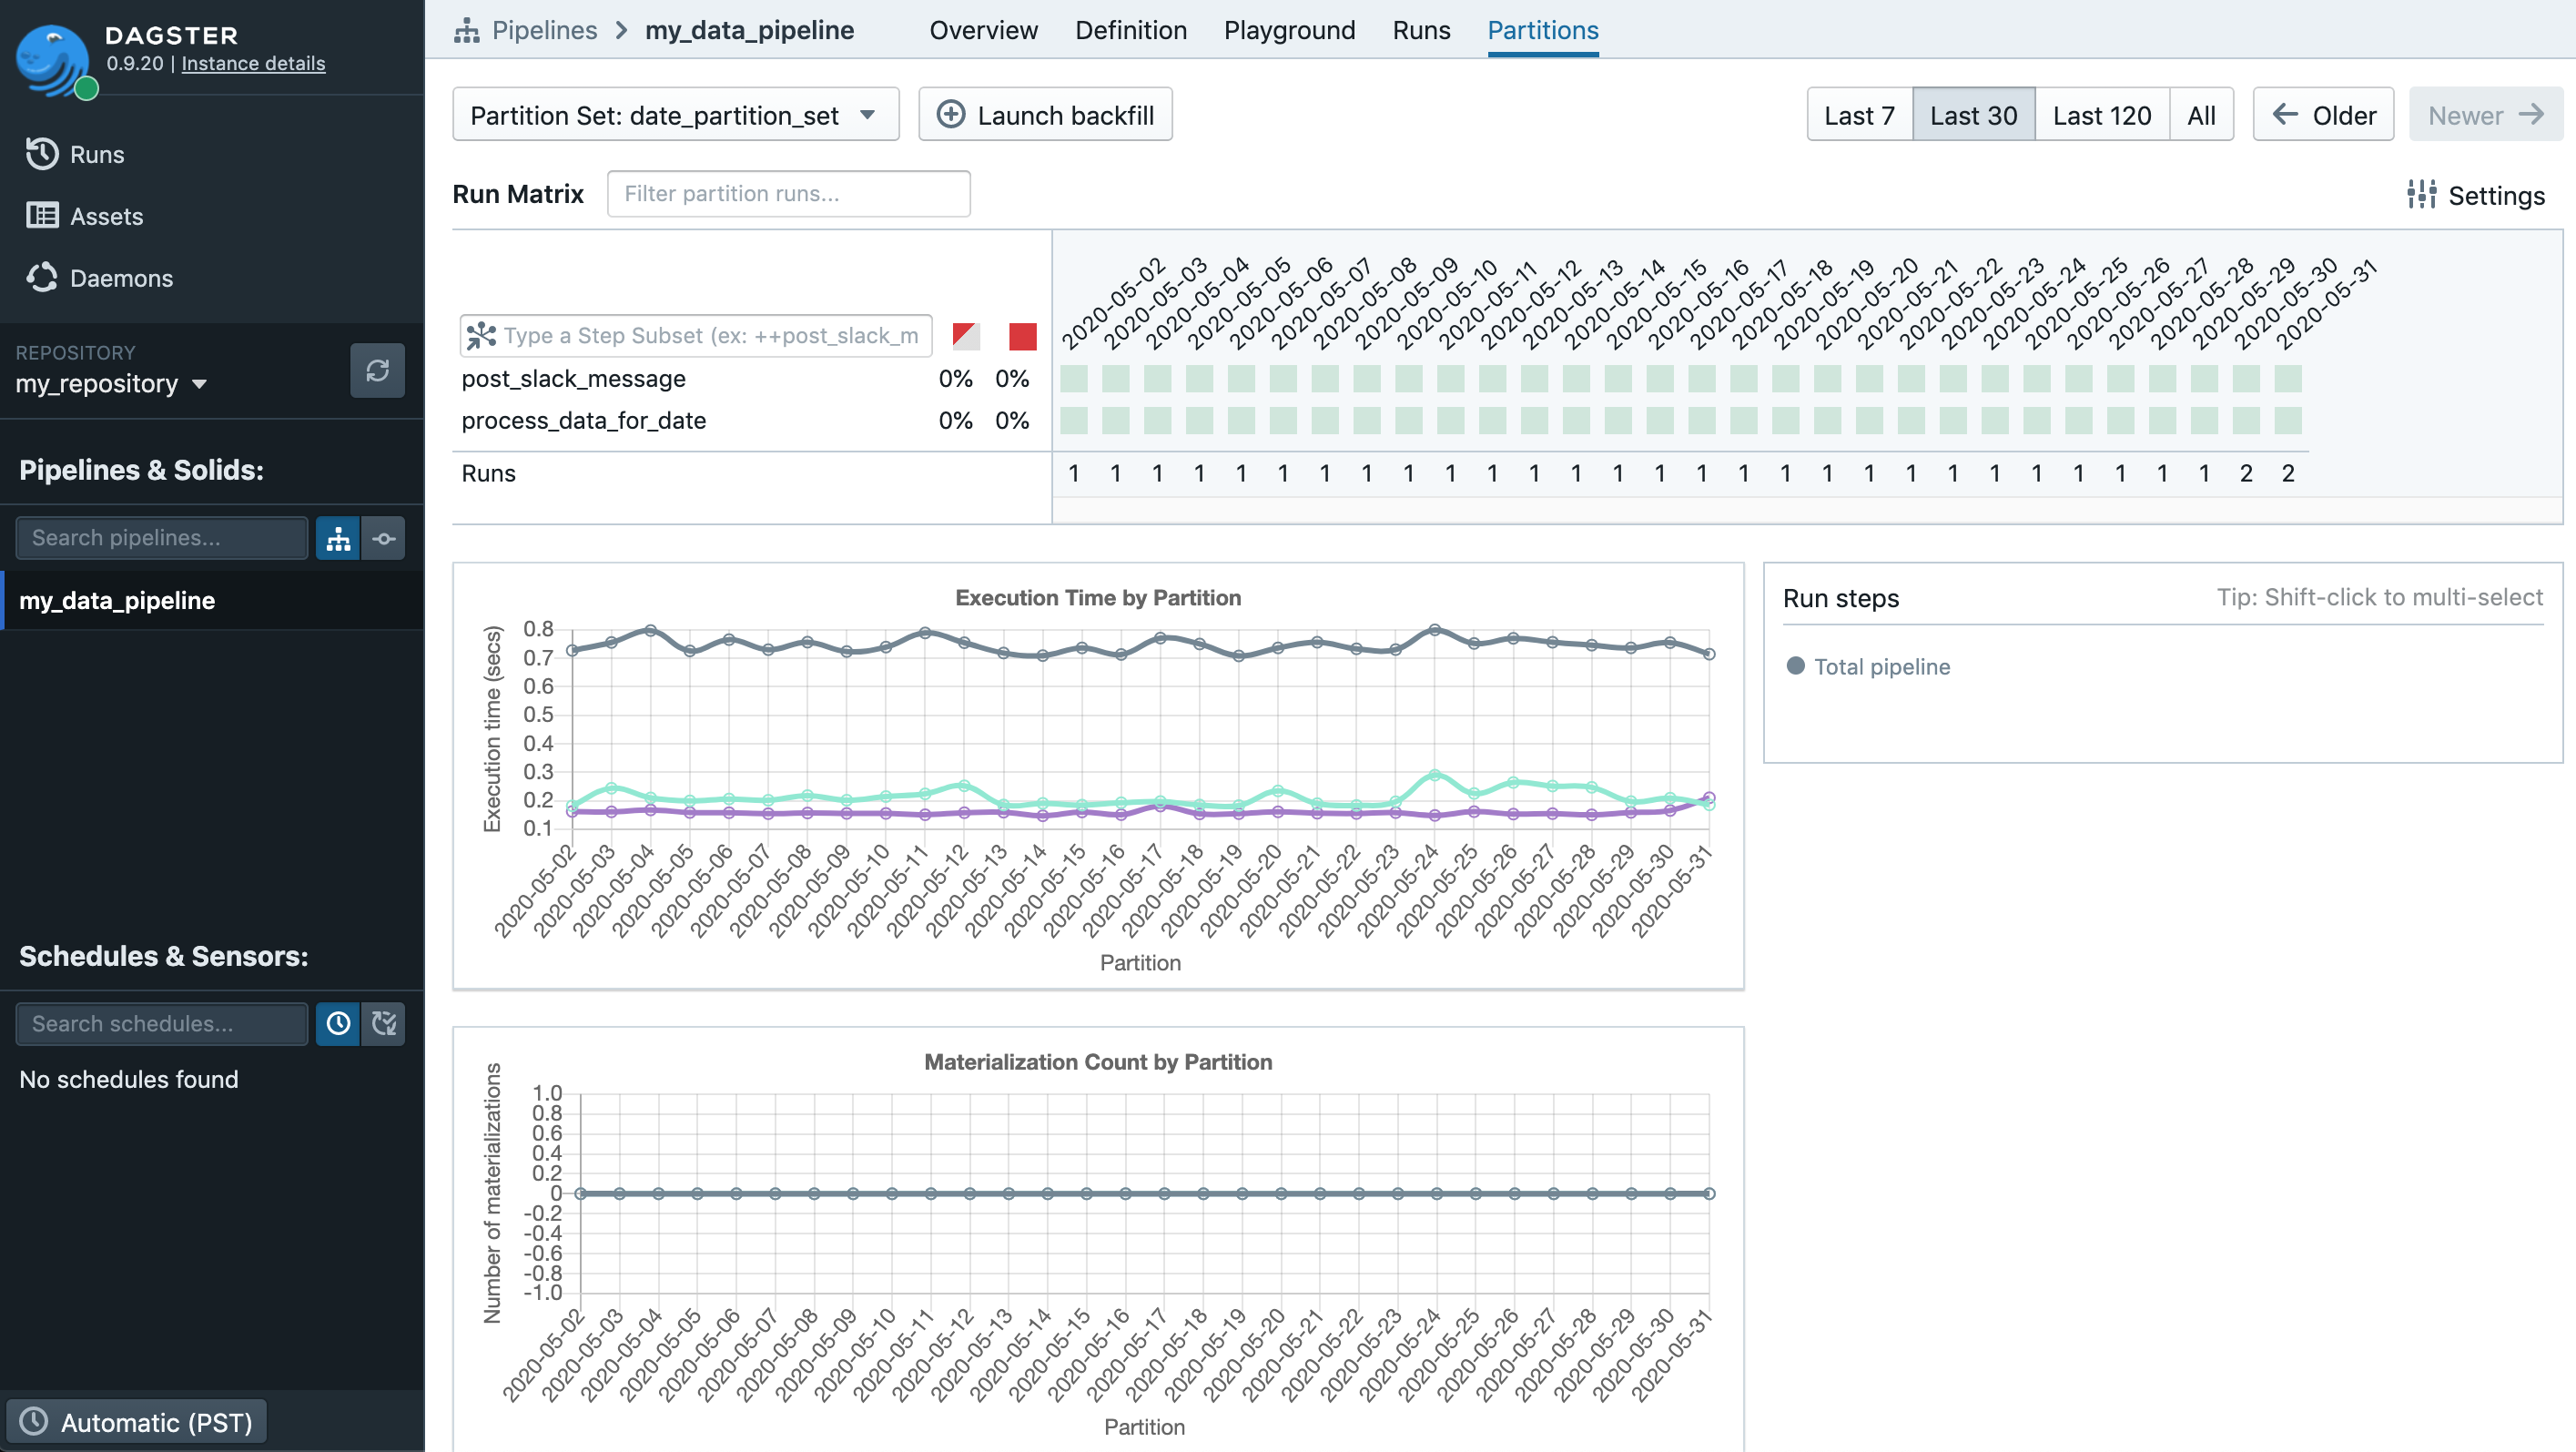 DAGSTER
0.9.20 | Instance details
Runs
Assets
Daemons
REPOSITORY
my_repository
Pipelines & Solids:
Search pipelines...
my_data_pipeline
Schedules & Sensors:
Search schedules...
No schedules found
Automatic (PST)
Pipelines > my_data_pipeline Overview Definition Playground Runs Partitions
Partition Set: date_partition_set Launch backfill Last 7 Last 30 Last 120 All Older Newer
Run Matrix Filter partition runs... Settings
2020-05-02 2020-05-03 2020-05-04 2020-05-05 2020-05-06 2020-05-07 2020-05-08 2020-05-09 2020-05-10 2020-05-11 2020-05-12 2020-05-13 2020-05-14 2020-05-15 2020-05-16 2020-05-17 2020-05-18 2020-05-19 2020-05-20 2020-05-21 2020-05-22 2020-05-23 2020-05-24 2020-05-25 2020-05-26 2020-05-27 2020-05-28 2020-05-29 2020-05-30 2020-05-31
Type a Step Subset (ex: ++post_slack_m
post_slack_message 0% 0%
process_data_for_date 0% 0%
Runs 1 1 1 1 1 1 1 1 1 1 1 1 1 1 1 1 1 1 1 1 1 1 1 1 1 1 1 1 2 2
Execution Time by Partition
Execution time (secs)
0.8
0.7
0.6
0.5
0.4
0.3
0.2
0.1
2020-05-02 2020-05-03 2020-05-04 2020-05-05 2020-05-06 2020-05-07 2020-05-08 2020-05-09 2020-05-10 2020-05-11 2020-05-12 2020-05-13 2020-05-14 2020-05-15 2020-05-16 2020-05-17 2020-05-18 2020-05-19 2020-05-20 2020-05-21 2020-05-22 2020-05-23 2020-05-24 2020-05-25 2020-05-26 2020-05-27 2020-05-28 2020-05-29 2020-05-30 2020-05-31
Partition
Run steps Tip: Shift-click to multi-select
Total pipeline
Materialization Count by Partition
Number of materializations
1.0
0.8
0.6
0.4
0.2
0
-0.2
-0.4
-0.6
-0.8
-1.0
2020-05-02 2020-05-03 2020-05-04 2020-05-05 2020-05-06 2020-05-07 2020-05-08 2020-05-09 2020-05-10 2020-05-11 2020-05-12 2020-05-13 2020-05-14 2020-05-15 2020-05-16 2020-05-17 2020-05-18 2020-05-19 2020-05-20 2020-05-21 2020-05-22 2020-05-23 2020-05-24 2020-05-25 2020-05-26 2020-05-27 2020-05-28 2020-05-29 2020-05-30 2020-05-31
Partition